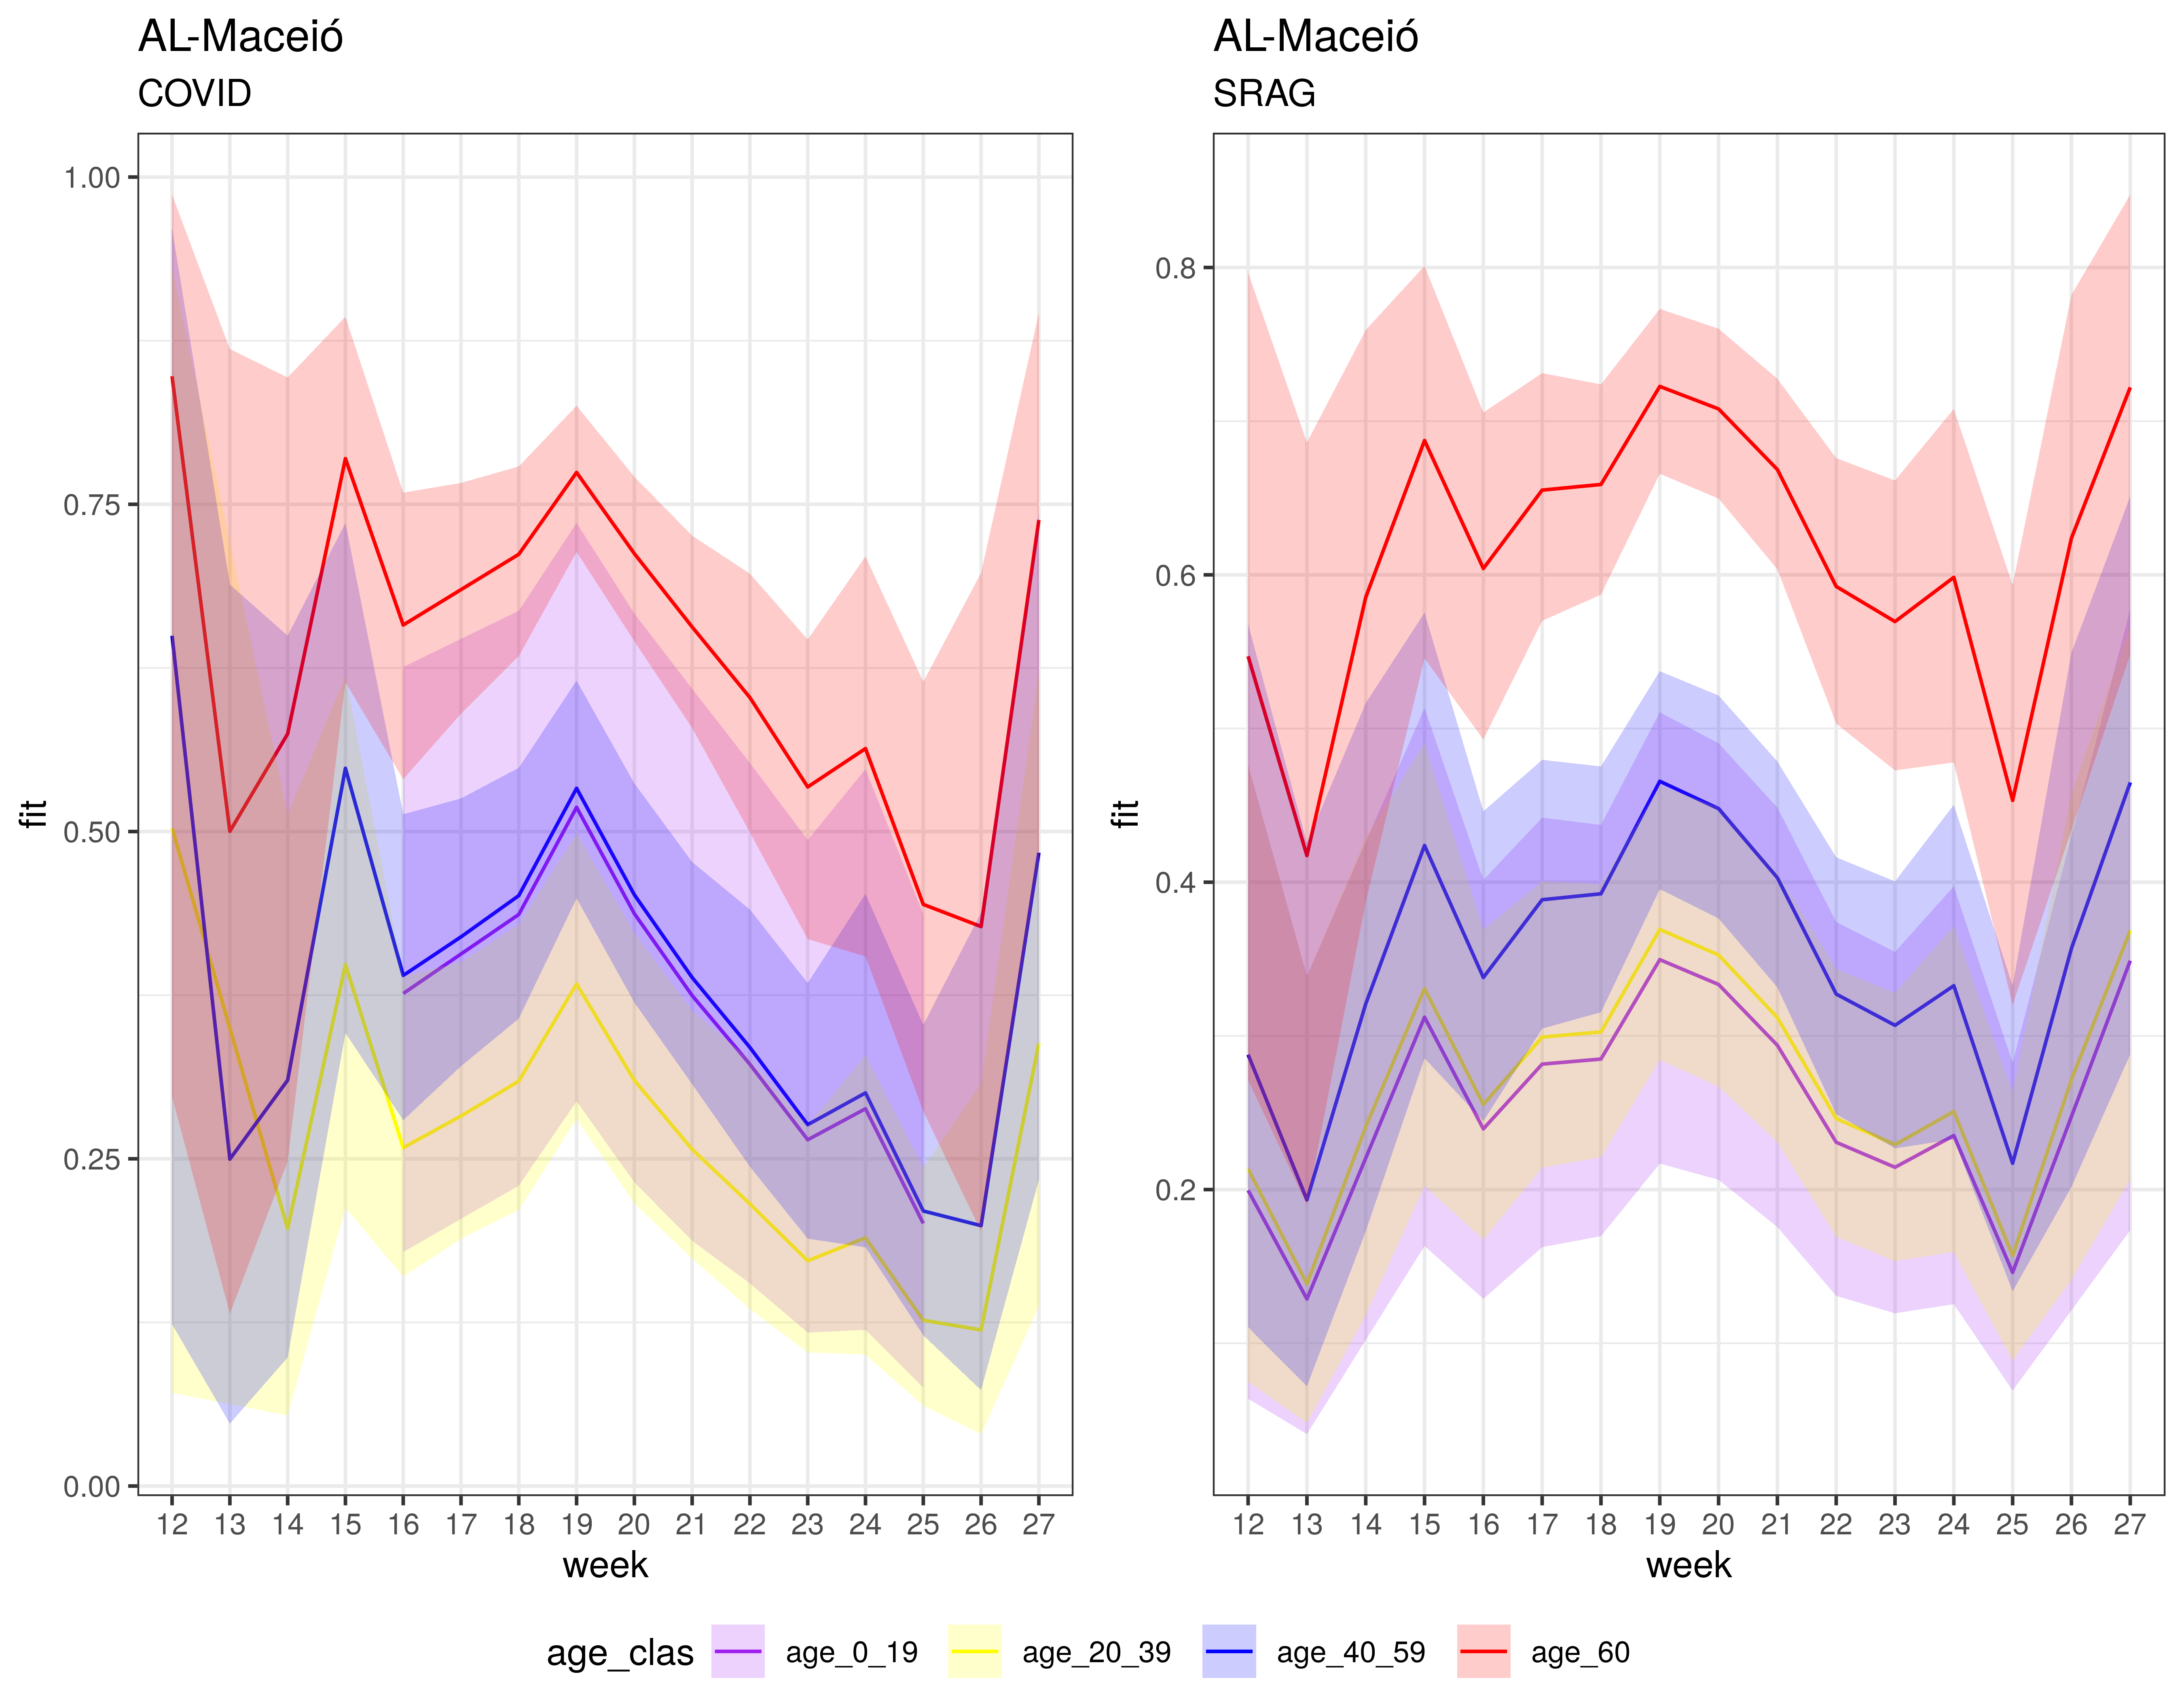 AL-Maceió
COVID
1.00
0.75
0.50
0.25
0.00
fit
12 13 14 15 16 17 18 19 20 21 22 23 24 25 26 27
week
AL-Maceió
SRAG
0.8
0.6
0.4
0.2
fit
12 13 14 15 16 17 18 19 20 21 22 23 24 25 26 27
week
age_clas age_0_19 age_20_39 age_40_59 age_60